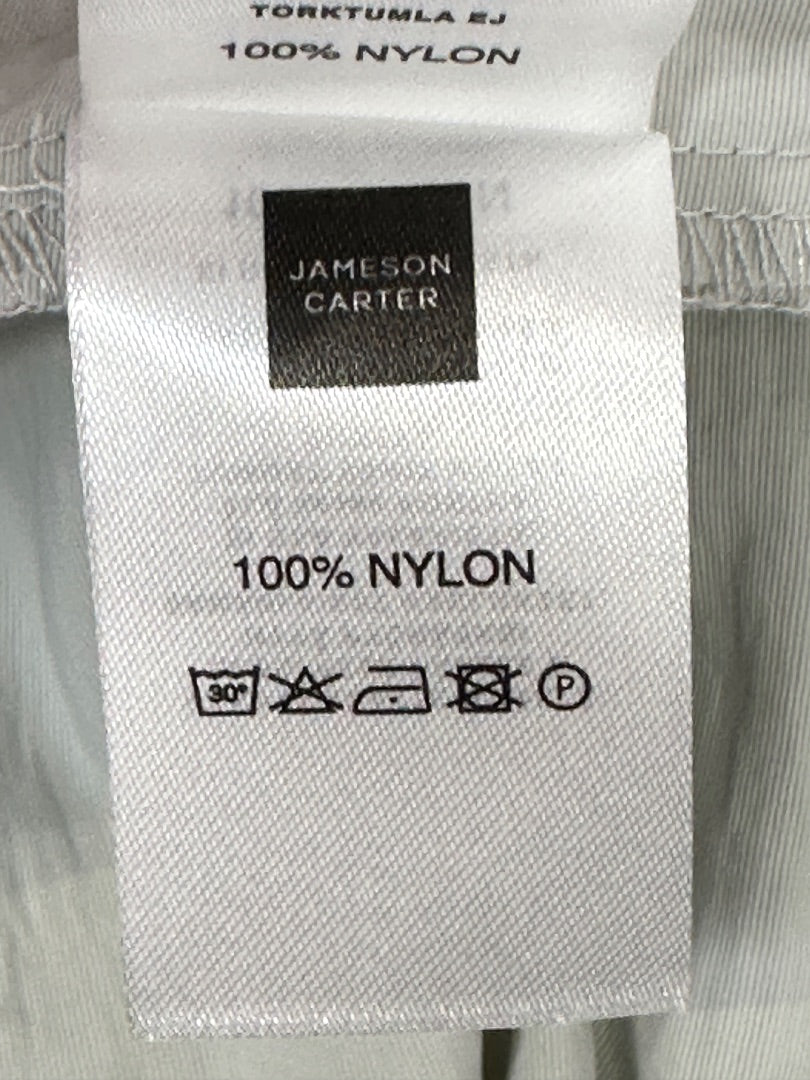 TORKTUMLA EJ
100% NYLON
JAMESON
CARTER
100% NYLON
30°
P